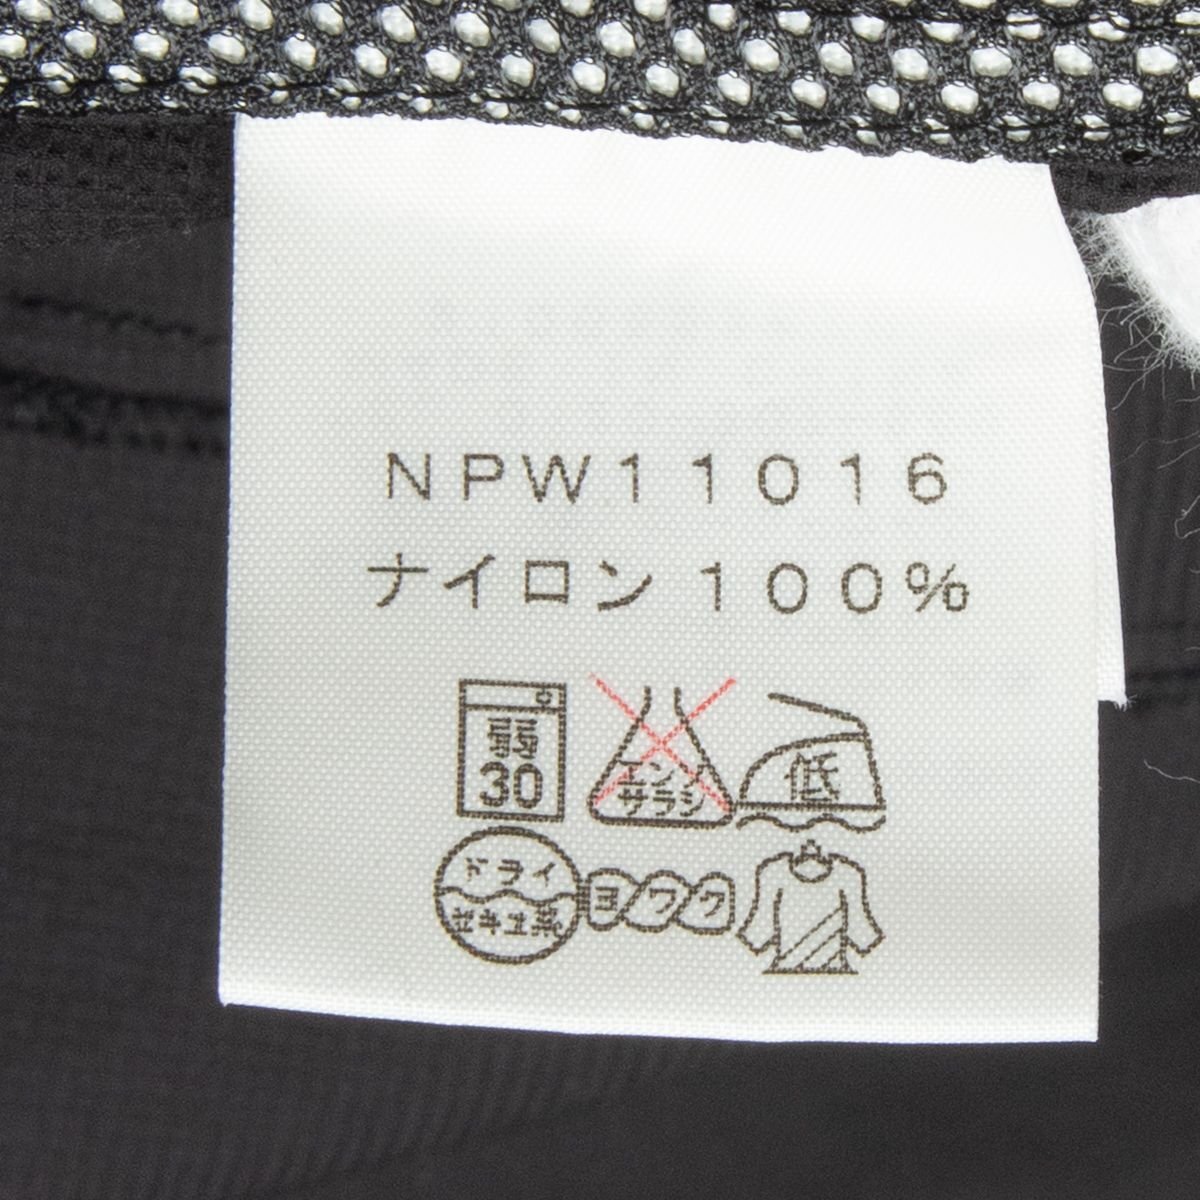 NPW11016
ナイロン100%
弱
30
エンソ
サラシ
低
ドライ
セキユ系
ヨワク